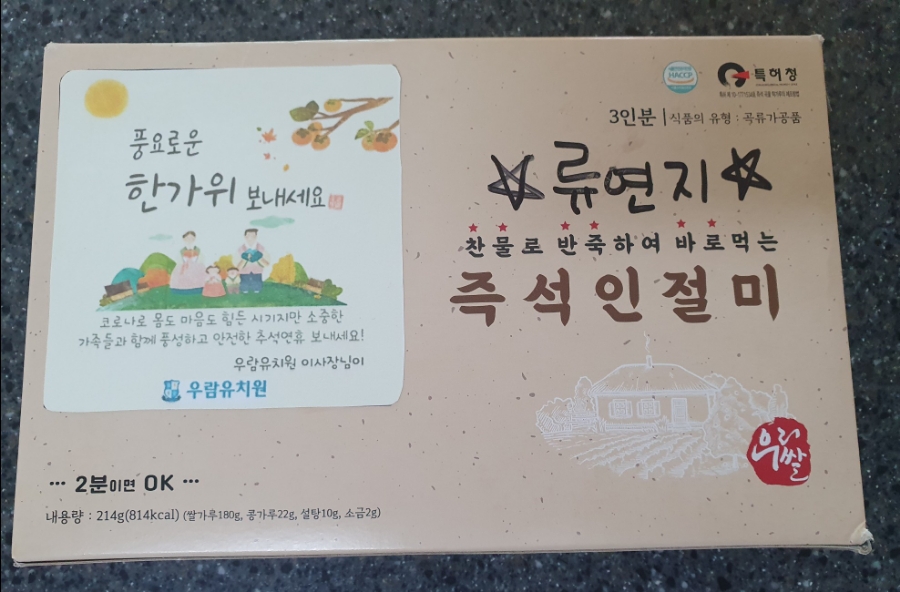 풍요로운
한가위 보내세요
코로나로 몸도 마음도 힘든 시기지만 소중한
가족들과 함께 풍성하고 안전한 추석연휴 보내세요!
우람유치원 이사장님이
우람유치원
HACCP
특허청
3인분 | 식품의 유형 : 곡류가공품
류연지
찬물로 반죽하여 바로먹는
즉석인절미
우리쌀
··· 2분이면 OK ···
내용량 : 214g(814kcal) (쌀가루180g, 콩가루22g, 설탕10g, 소금2g)